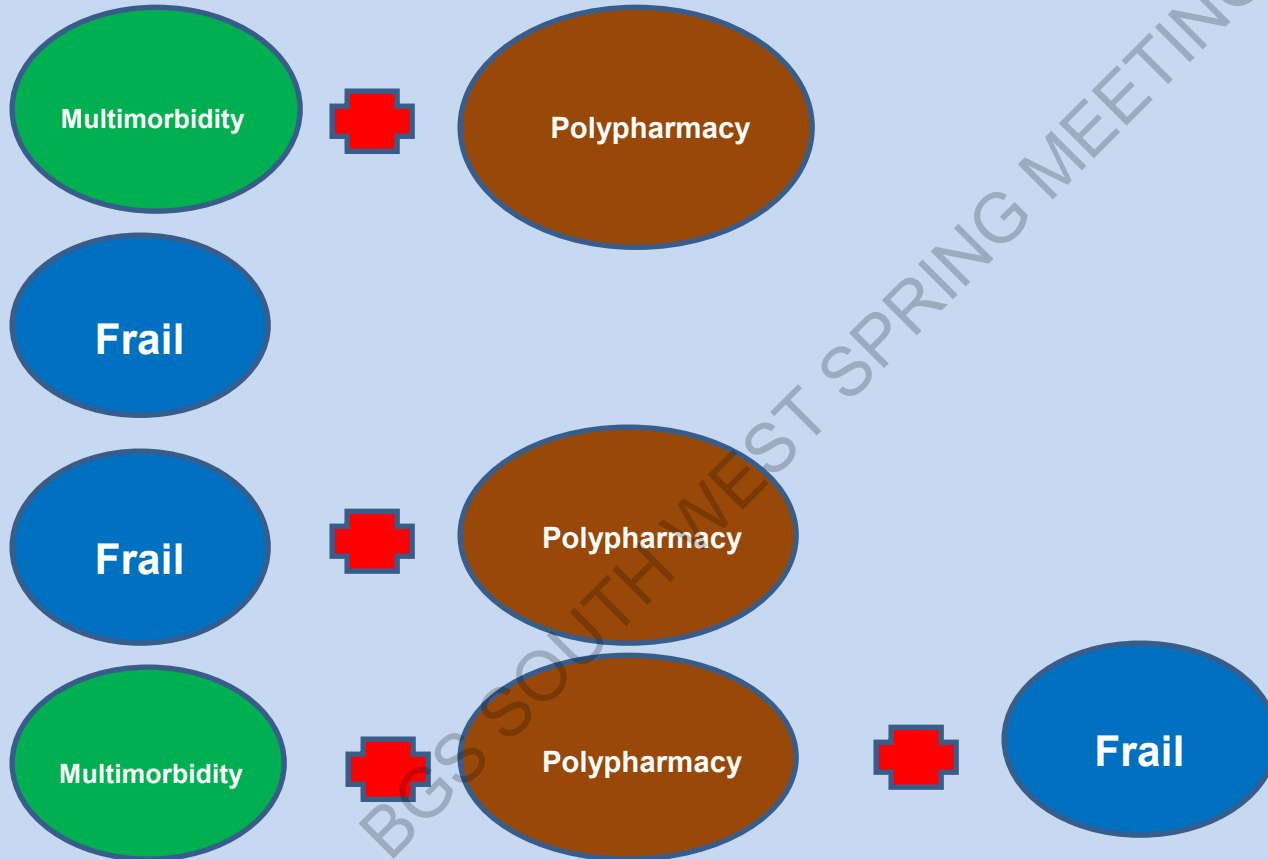 Multimorbidity
Polypharmacy
Frail
Frail
Polypharmacy
Multimorbidity
Polypharmacy
Frail
BGS SOUTH WEST SPRING MEETING